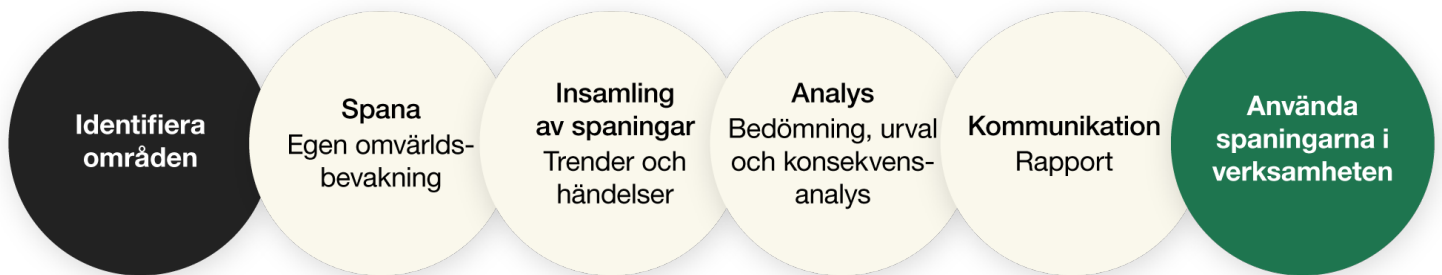 Identifiera
områden
Spana
Egen omvärlds-
bevakning
Insamling
av spaningar
Trender och
händelser
Analys
Bedömning, urval
och konsekvens-
analys
Kommunikation
Rapport
Använda
spaningarna i
verksamheten